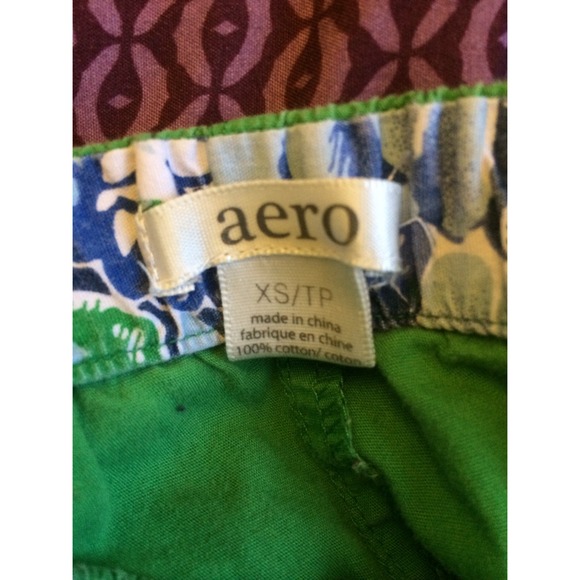 aero
XS/TP
made in china
fabrique en chine
100% cotton/ coton